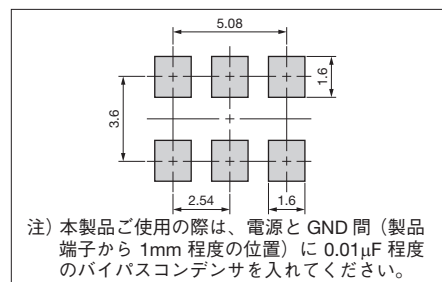 5.08
1.6
3.6
2.54
1.6
注) 本製品ご使用の際は、電源と GND 間（製品
端子から 1mm 程度の位置）に 0.01μF 程度
のバイパスコンデンサを入れてください。